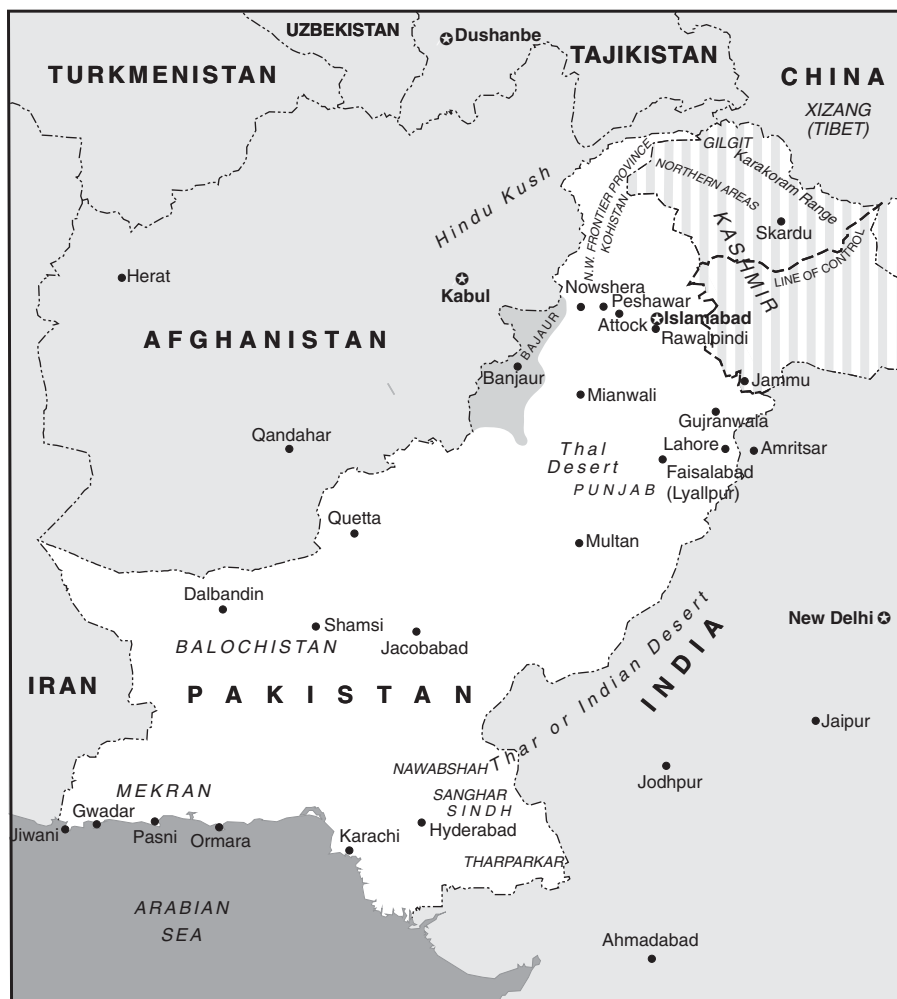 UZBEKISTAN
Dushanbe
TAJIKISTAN
TURKMENISTAN
CHINA
XIZANG
(TIBET)
GILGIT
Karakoram Range
NORTHERN AREAS
N.W. FRONTIER PROVINCE
KOHISTAN
Hindu Kush
Skardu
KASHMIR
LINE OF CONTROL
Herat
Kabul
Nowshera
Peshawar
Attock
Islamabad
Rawalpindi
AFGHANISTAN
BAJAUR
Banjaur
Jammu
Mianwali
Gujranwala
Qandahar
Thal
Desert
Lahore
Amritsar
Faisalabad
(Lyallpur)
PUNJAB
Quetta
Multan
Dalbandin
Shamsi
Jacobabad
BALOCHISTAN
New Delhi
Thar or Indian Desert
INDIA
IRAN
PAKISTAN
Jaipur
NAWABSHAH
Jodhpur
MEKRAN
SANGHAR
SINDH
Gwadar
Jiwani
Pasni
Ormara
Karachi
Hyderabad
THARPARKAR
ARABIAN
SEA
Ahmadabad